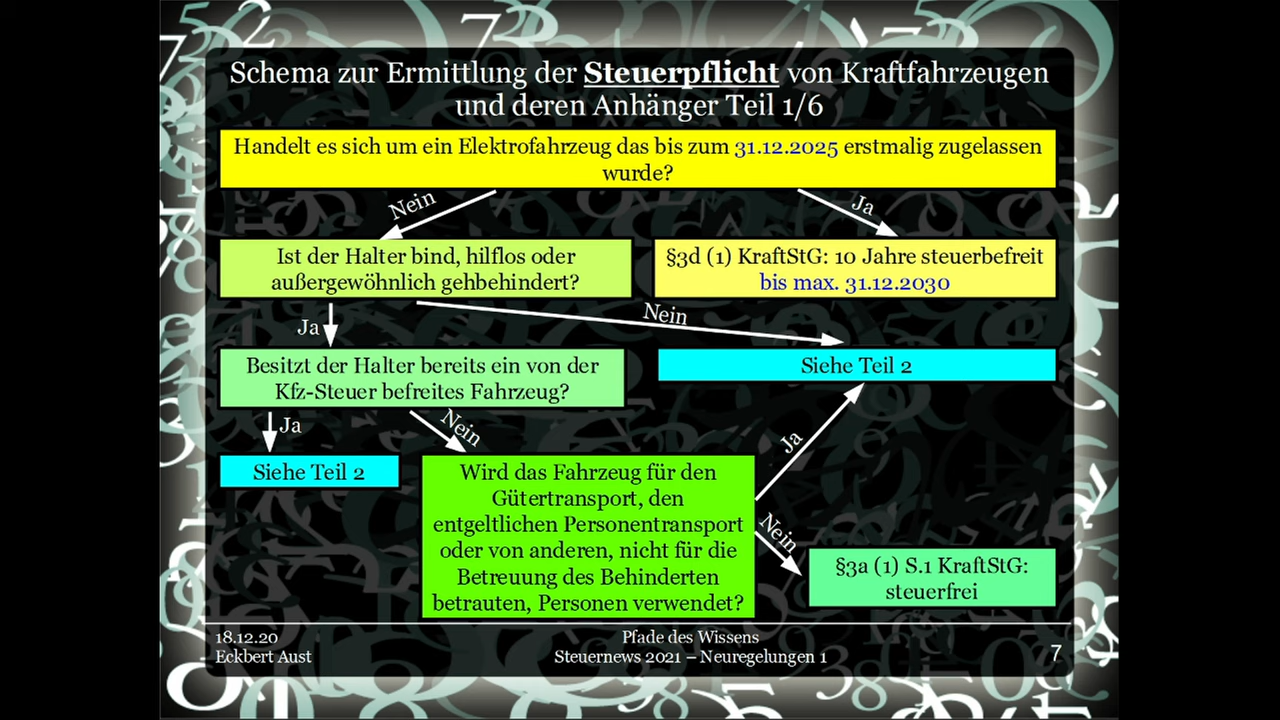 Schema zur Ermittlung der Steuerpflicht von Kraftfahrzeugen
und deren Anhänger Teil 1/6
Handelt es sich um ein Elektrofahrzeug das bis zum 31.12.2025 erstmalig zugelassen
wurde?
Nein
Ja
Ist der Halter bind, hilflos oder
außergewöhnlich gehbehindert?
§3d (1) KraftStG: 10 Jahre steuerbefreit
bis max. 31.12.2030
Ja
Nein
Besitzt der Halter bereits ein von der
Kfz-Steuer befreites Fahrzeug?
Siehe Teil 2
Ja
Nein
Ja
Siehe Teil 2
Wird das Fahrzeug für den
Gütertransport, den
entgeltlichen Personentransport
oder von anderen, nicht für die
Betreuung des Behinderten
betrauten, Personen verwendet?
Nein
§3a (1) S.1 KraftStG:
steuerfrei
18.12.20
Eckbert Aust
Pfade des Wissens
Steuernews 2021 – Neuregelungen 1
7